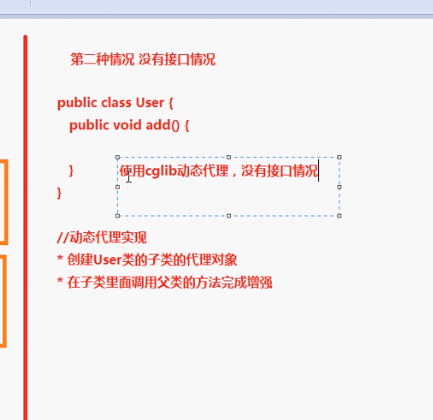 第二种情况 没有接口情况
public class User {
public void add() {
} 使用cglib动态代理，没有接口情况
}
//动态代理实现
* 创建User类的子类的代理对象
* 在子类里面调用父类的方法完成增强